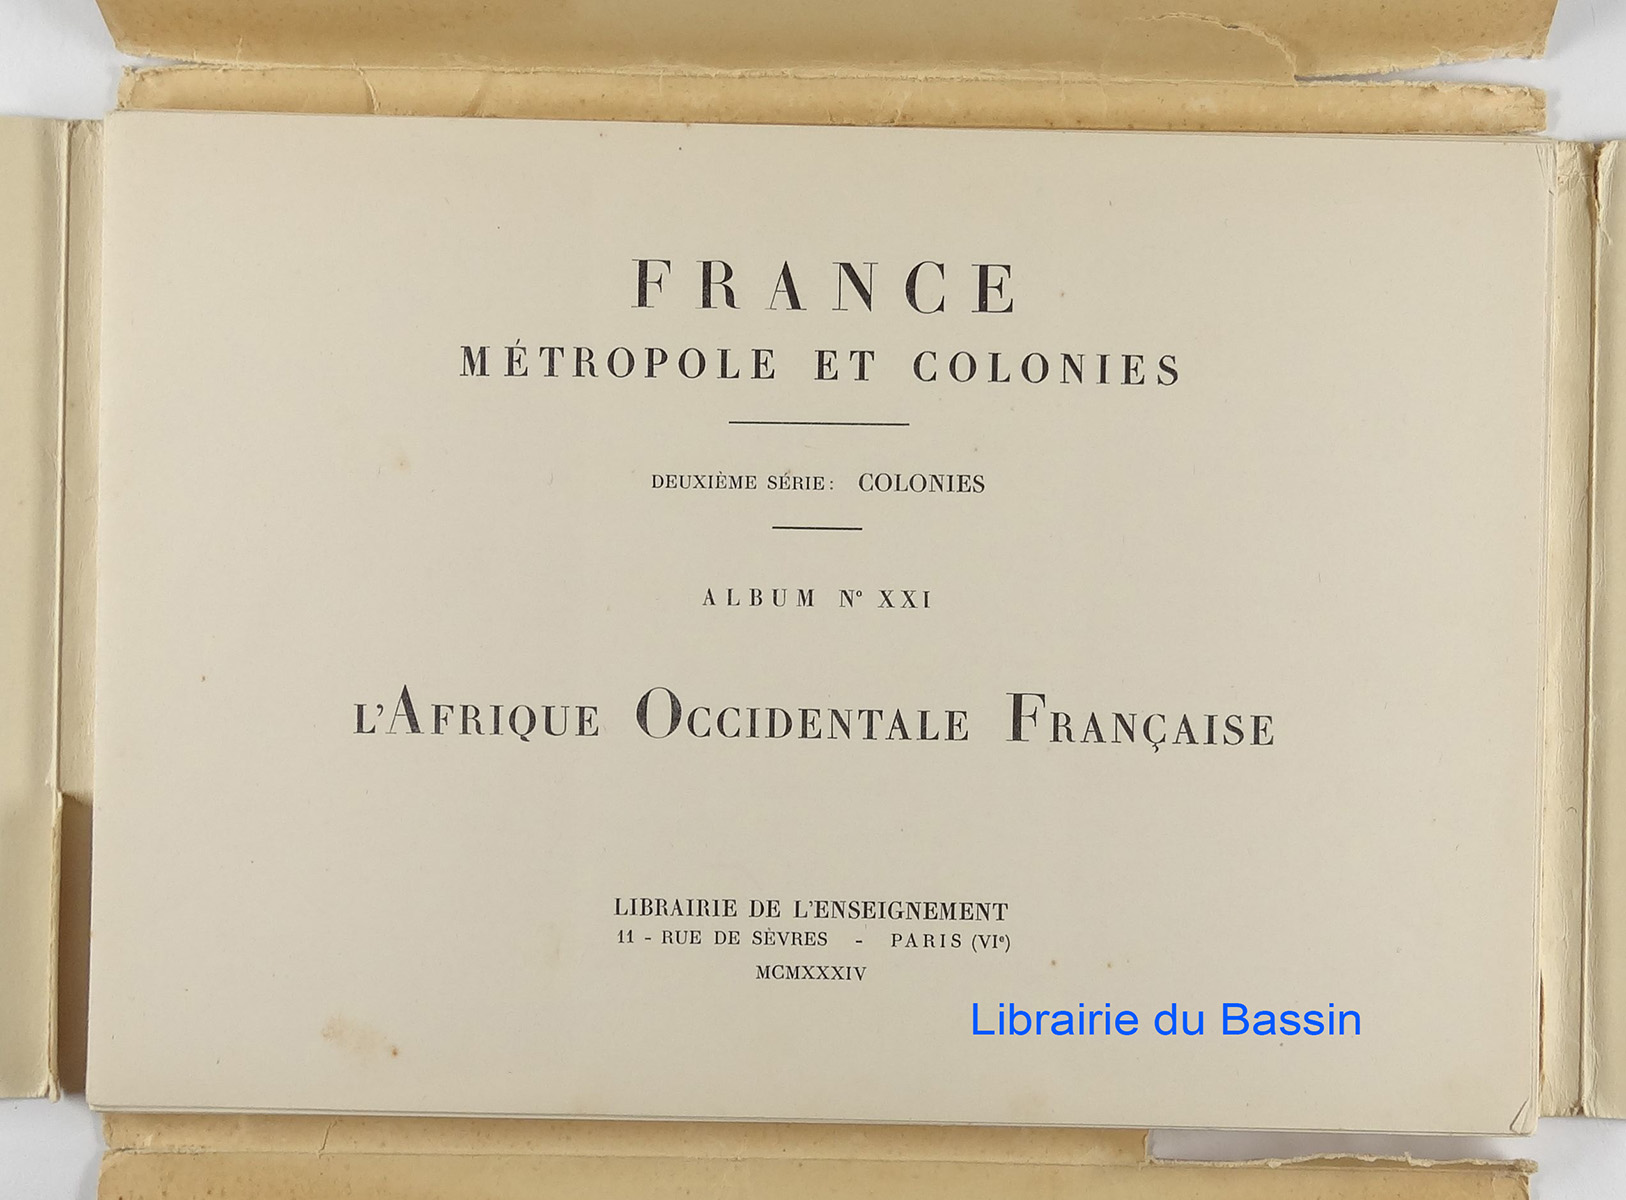 FRANCE
MÉTROPOLE ET COLONIES
DEUXIÈME SÉRIE: COLONIES
ALBUM Nº XXI
L'AFRIQUE OCCIDENTALE FRANÇAISE
LIBRAIRIE DE L'ENSEIGNEMENT
11 - RUE DE SÈVRES - PARIS (VIᵉ)
MCMXXXIV
Librairie du Bassin